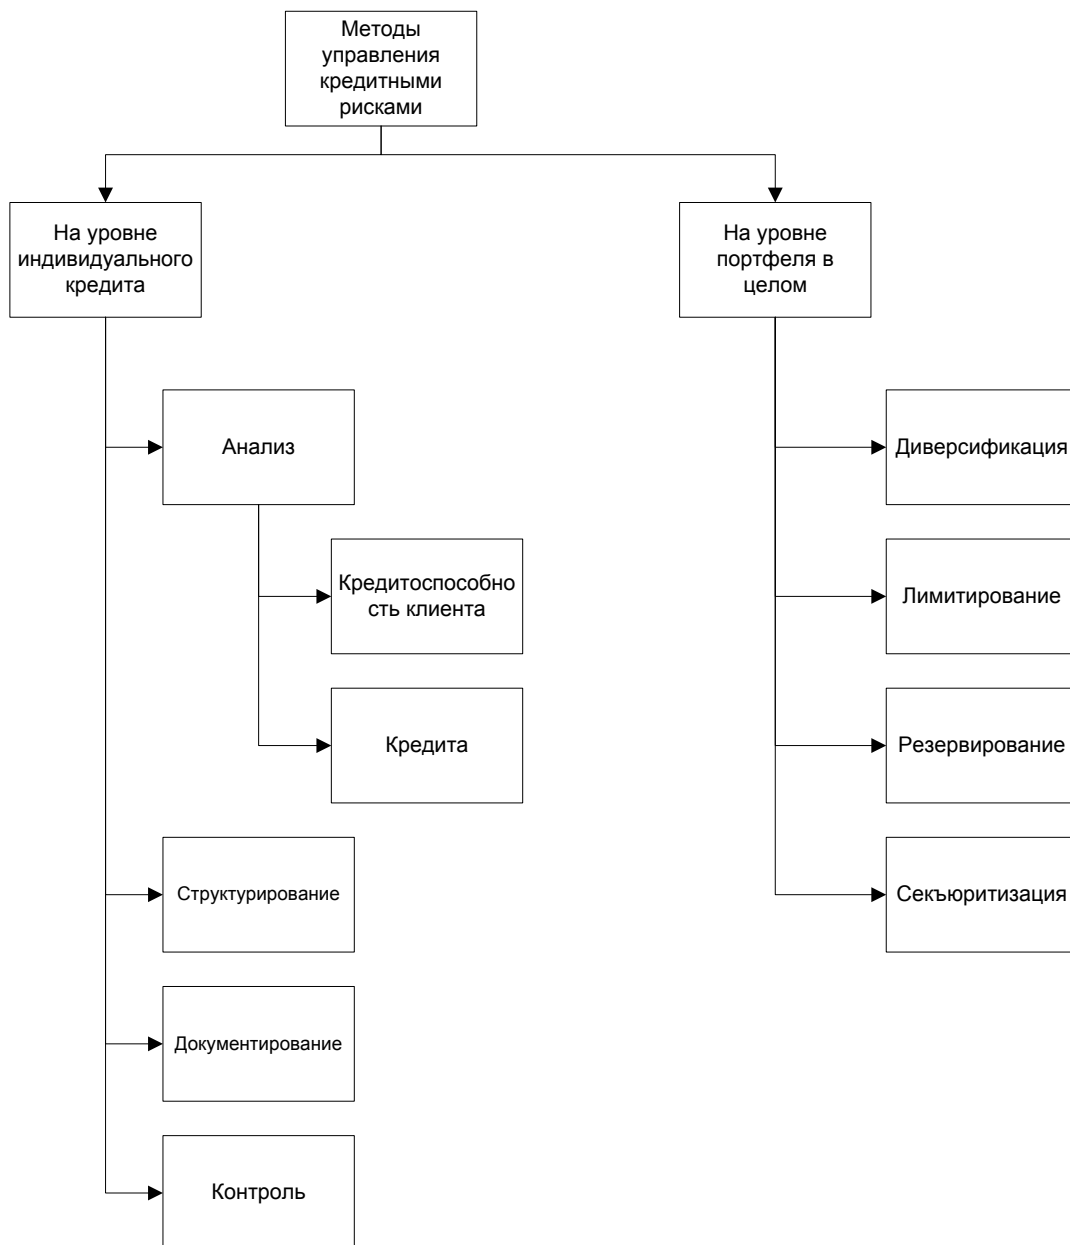 Методы
управления
кредитными
рисками
На уровне
индивидуального
кредита
На уровне
портфеля в
целом
Анализ
Диверсификация
Кредитоспособно
сть клиента
Лимитирование
Кредита
Резервирование
Структурирование
Секъюритизация
Документирование
Контроль